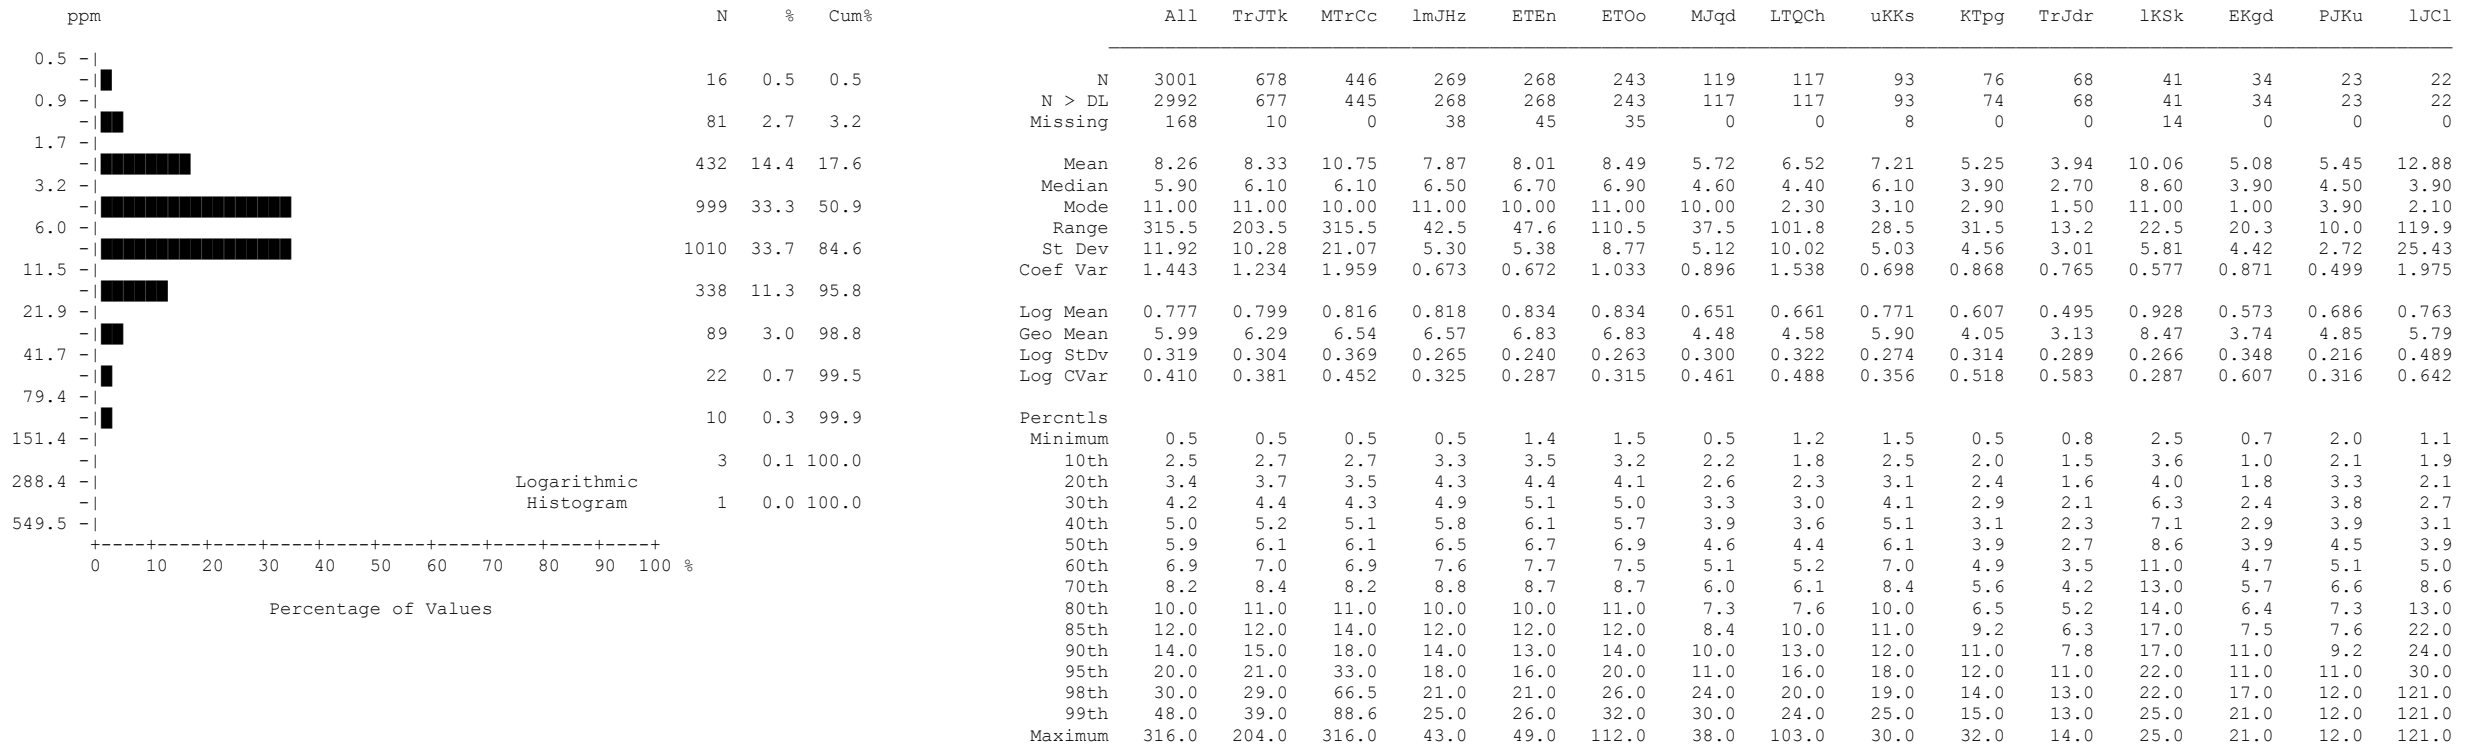 ppm N % Cum% All TrJTk MTrCc lmJHz ETEn ETOo MJqd LTQCh uKKs KTpg TrJdr lKSk EKgd PJKu lJCl
0.5 -|
-| 16 0.5 0.5 N 3001 678 446 269 268 243 119 117 93 76 68 41 34 23 22
0.9 -| N > DL 2992 677 445 268 268 243 117 117 93 74 68 41 34 23 22
-| 81 2.7 3.2 Missing 168 10 0 38 45 35 0 0 8 0 0 14 0 0 0
1.7 -|
-| 432 14.4 17.6 Mean 8.26 8.33 10.75 7.87 8.01 8.49 5.72 6.52 7.21 5.25 3.94 10.06 5.08 5.45 12.88
3.2 -| Median 5.90 6.10 6.10 6.50 6.70 6.90 4.60 4.40 6.10 3.90 2.70 8.60 3.90 4.50 3.90
-| 999 33.3 50.9 Mode 11.00 11.00 10.00 11.00 10.00 11.00 10.00 2.30 3.10 2.90 1.50 11.00 1.00 3.90 2.10
6.0 -| Range 315.5 203.5 315.5 42.5 47.6 110.5 37.5 101.8 28.5 31.5 13.2 22.5 20.3 10.0 119.9
-| 1010 33.7 84.6 St Dev 11.92 10.28 21.07 5.30 5.38 8.77 5.12 10.02 5.03 4.56 3.01 5.81 4.42 2.72 25.43
11.5 -| Coef Var 1.443 1.234 1.959 0.673 0.672 1.033 0.896 1.538 0.698 0.868 0.765 0.577 0.871 0.499 1.975
-| 338 11.3 95.8
21.9 -| Log Mean 0.777 0.799 0.816 0.818 0.834 0.834 0.651 0.661 0.771 0.607 0.495 0.928 0.573 0.686 0.763
-| 89 3.0 98.8 Geo Mean 5.99 6.29 6.54 6.57 6.83 6.83 4.48 4.58 5.90 4.05 3.13 8.47 3.74 4.85 5.79
41.7 -| Log StDv 0.319 0.304 0.369 0.265 0.240 0.263 0.300 0.322 0.274 0.314 0.289 0.266 0.348 0.216 0.489
-| 22 0.7 99.5 Log CVar 0.410 0.381 0.452 0.325 0.287 0.315 0.461 0.488 0.356 0.518 0.583 0.287 0.607 0.316 0.642
79.4 -|
-| 10 0.3 99.9 Percntls
151.4 -| Minimum 0.5 0.5 0.5 0.5 1.4 1.5 0.5 1.2 1.5 0.5 0.8 2.5 0.7 2.0 1.1
-| 3 0.1 100.0 10th 2.5 2.7 2.7 3.3 3.5 3.2 2.2 1.8 2.5 2.0 1.5 3.6 1.0 2.1 1.9
288.4 -| Logarithmic 20th 3.4 3.7 3.5 4.3 4.4 4.1 2.6 2.3 3.1 2.4 1.6 4.0 1.8 3.3 2.1
-| Histogram 1 0.0 100.0 30th 4.2 4.4 4.3 4.9 5.1 5.0 3.3 3.0 4.1 2.9 2.1 6.3 2.4 3.8 2.7
549.5 -| 40th 5.0 5.2 5.1 5.8 6.1 5.7 3.9 3.6 5.1 3.1 2.3 7.1 2.9 3.9 3.1
+----+----+----+----+----+----+----+----+----+----+ 50th 5.9 6.1 6.1 6.5 6.7 6.9 4.6 4.4 6.1 3.9 2.7 8.6 3.9 4.5 3.9
0 10 20 30 40 50 60 70 80 90 100 % 60th 6.9 7.0 6.9 7.6 7.7 7.5 5.1 5.2 7.0 4.9 3.5 11.0 4.7 5.1 5.0
70th 8.2 8.4 8.2 8.8 8.7 8.7 6.0 6.1 8.4 5.6 4.2 13.0 5.7 6.6 8.6
Percentage of Values 80th 10.0 11.0 11.0 10.0 10.0 11.0 7.3 7.6 10.0 6.5 5.2 14.0 6.4 7.3 13.0
85th 12.0 12.0 14.0 12.0 12.0 12.0 8.4 10.0 11.0 9.2 6.3 17.0 7.5 7.6 22.0
90th 14.0 15.0 18.0 14.0 13.0 14.0 10.0 13.0 12.0 11.0 7.8 17.0 11.0 9.2 24.0
95th 20.0 21.0 33.0 18.0 16.0 20.0 11.0 16.0 18.0 12.0 11.0 22.0 11.0 11.0 30.0
98th 30.0 29.0 66.5 21.0 21.0 26.0 24.0 20.0 19.0 14.0 13.0 22.0 17.0 12.0 121.0
99th 48.0 39.0 88.6 25.0 26.0 32.0 30.0 24.0 25.0 15.0 13.0 25.0 21.0 12.0 121.0
Maximum 316.0 204.0 316.0 43.0 49.0 112.0 38.0 103.0 30.0 32.0 14.0 25.0 21.0 12.0 121.0